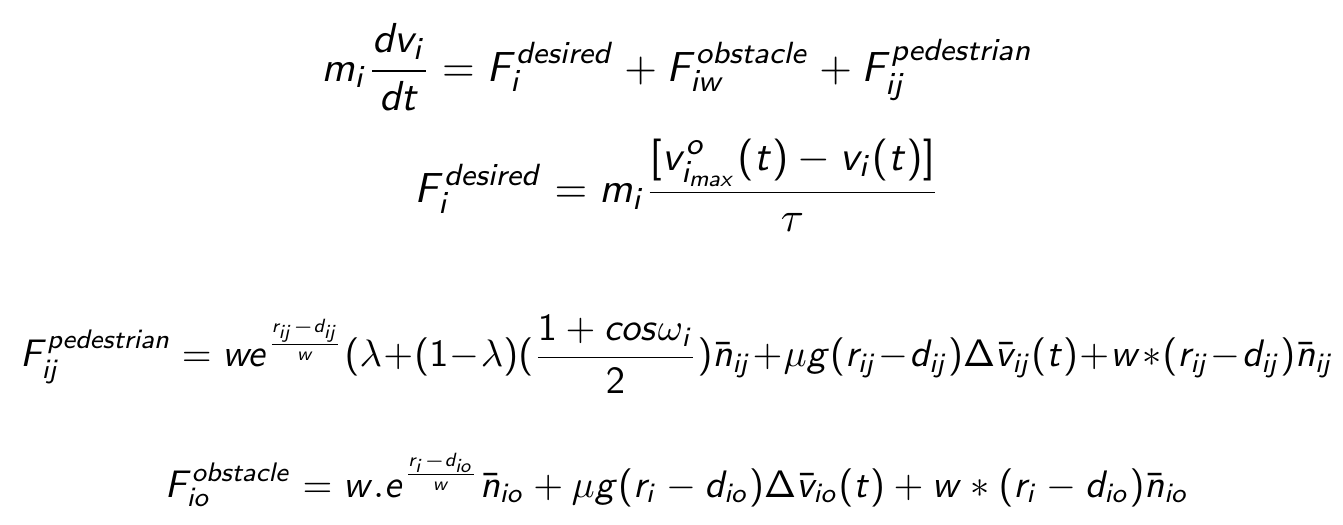 m_i \frac{dv_i}{dt} = F_i^{desired} + F_{iw}^{obstacle} + F_{ij}^{pedestrian}
F_i^{desired} = m_i \frac{[v_{i_{max}}^o(t) - v_i(t)]}{\tau}
F_{ij}^{pedestrian} = we^{\frac{r_{ij}-d_{ij}}{w}}(\lambda+(1-\lambda)(\frac{1+cos\omega_i}{2})\bar{n}_{ij}+\mu g(r_{ij}-d_{ij})\Delta\bar{v}_{ij}(t)+w*(r_{ij}-d_{ij})\bar{n}_{ij}
F_{io}^{obstacle} = w.e^{\frac{r_i-d_{io}}{w}}\bar{n}_{io} + \mu g(r_i - d_{io})\Delta\bar{v}_{io}(t) + w * (r_i - d_{io})\bar{n}_{io}